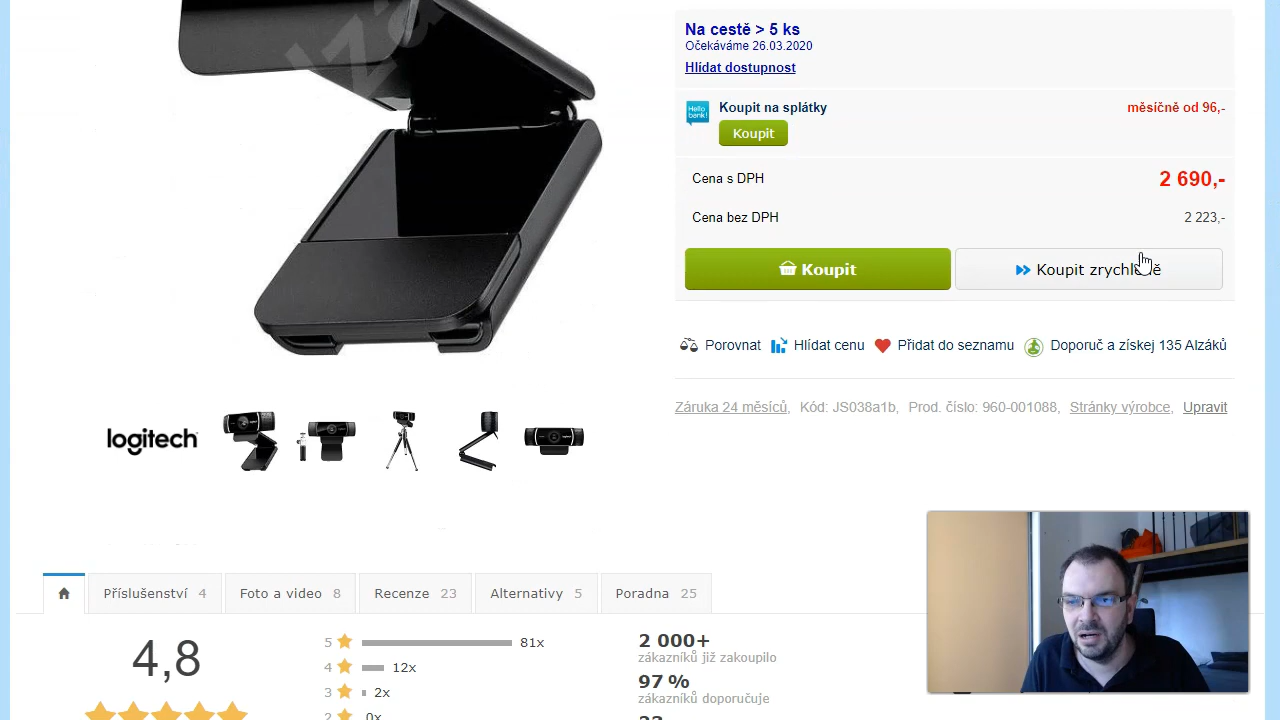 Na cestě > 5 ks
Očekáváme 26.03.2020
Hlídat dostupnost
Hello bank!
Koupit na splátky
měsíčně od 96,-
Koupit
Cena s DPH
2 690,-
Cena bez DPH
2 223,-
Koupit
Koupit zrychleně
Porovnat
Hlídat cenu
Přidat do seznamu
Doporuč a získej 135 Alzáků
Záruka 24 měsíců, Kód: JS038a1b, Prod. číslo: 960-001088, Stránky výrobce, Upravit
logitech
Příslušenství 4
Foto a video 8
Recenze 23
Alternativy 5
Poradna 25
4,8
5 81x
4 12x
3 2x
2 0x
2 000+
zákazníků již zakoupilo
97 %
zákazníků doporučuje